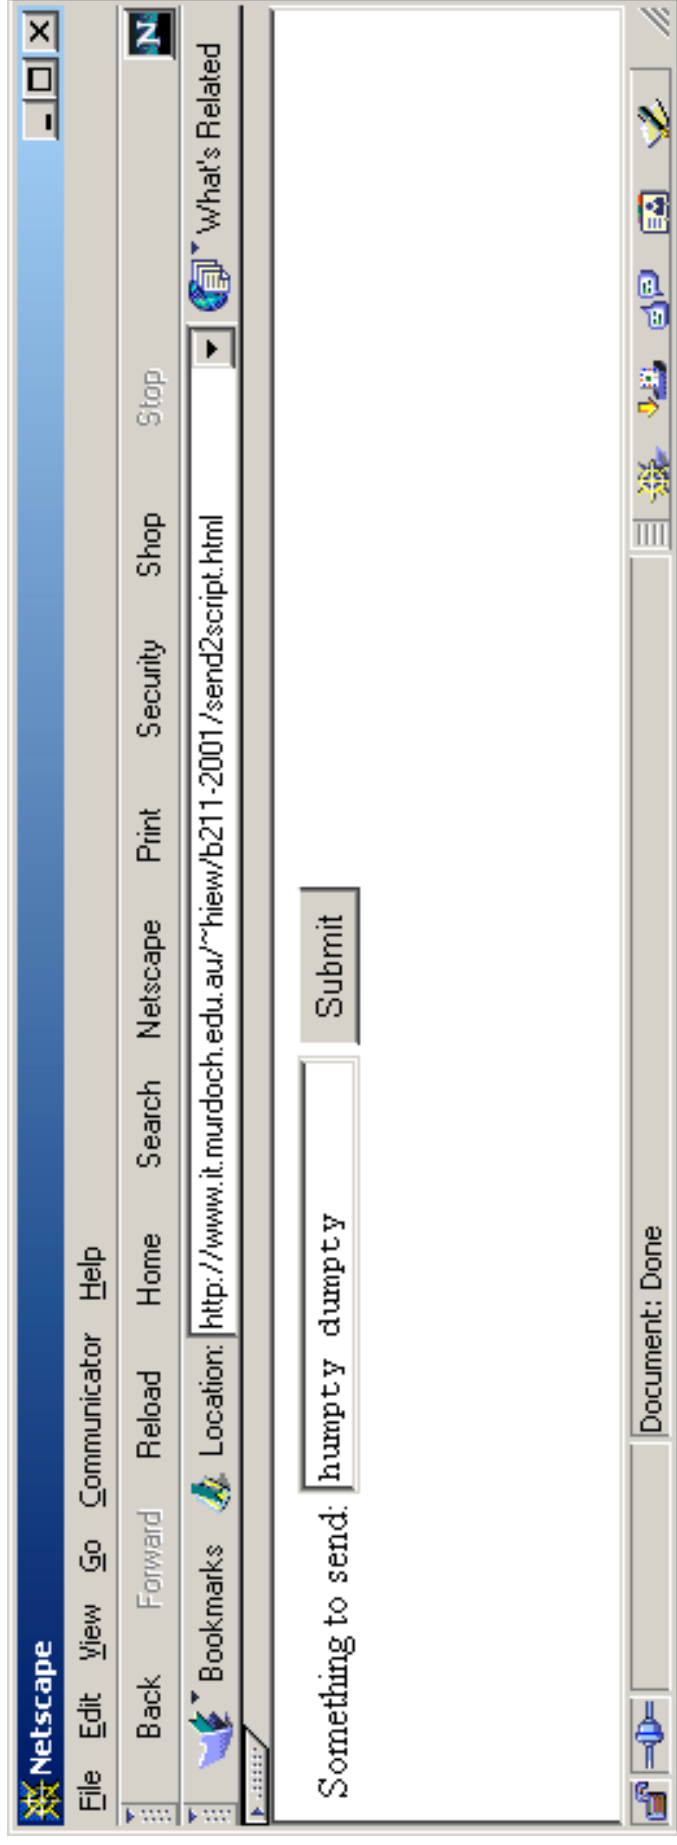 Netscape
File Edit View Go Communicator Help
Back Forward Reload Home Search Netscape Print Security Shop Stop
N
Bookmarks Location: http://www.it.murdoch.edu.au/~hiew/b211-2001/send2script.html What's Related
Something to send: humpty dumpty Submit
Document: Done